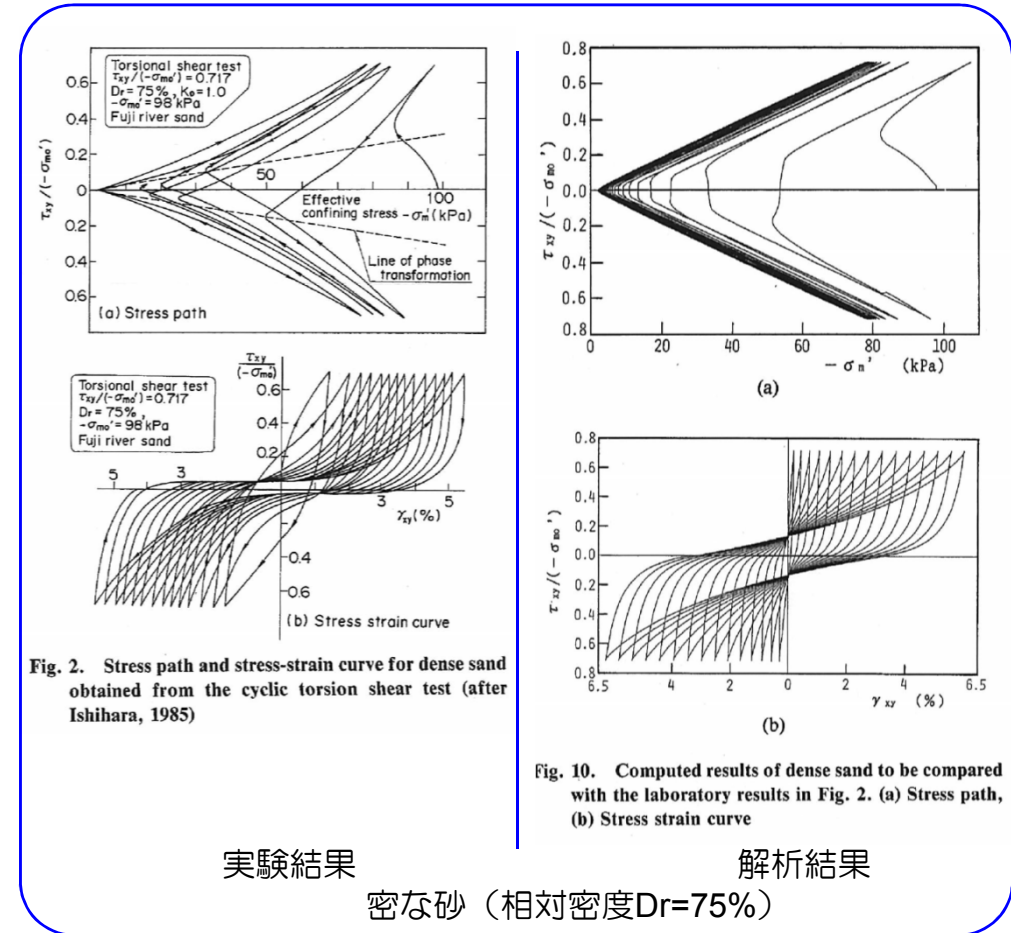 0.6
0.4
0.2
0
0.2
0.4
0.6
τxy/(-σmo')
Torsional shear test
τxy/(-σmo')=0.717
Dr=75%, Ko=1.0
-σmo'=98 kPa
Fuji river sand
50
100
Effective
confining stress -σm'(kPa)
Line of phase
transformation
(a) Stress path
τxy
(-σmo')
Torsional shear test
τxy/(-σmo')=0.717
Dr=75%,
-σmo'=98 kPa
Fuji river sand
0.6
0.4
0.2
5
3
3
5
γxy(%)
0.4
0.6
(b) Stress strain curve
Fig. 2. Stress path and stress-strain curve for dense sand
obtained from the cyclic torsion shear test (after
Ishihara, 1985)
実験結果
0.8
0.6
0.4
0.2
0.0
0.2
0.4
0.6
0.8
τxy/(-σmo')
0
20
40
60
80
100
-σm' (kPa)
(a)
0.8
0.6
0.4
0.2
0.0
0.2
0.4
0.6
0.8
τxy/(-σmo')
6.5
4
2
0
2
4
6.5
γxy (%)
(b)
Fig. 10. Computed results of dense sand to be compared
with the laboratory results in Fig. 2. (a) Stress path,
(b) Stress strain curve
解析結果
密な砂（相対密度Dr=75%）